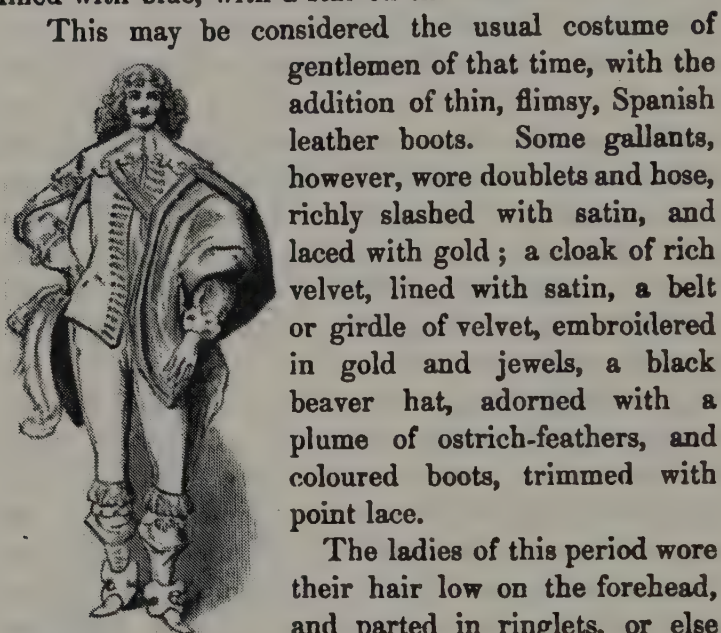 This may be considered the usual costume of
gentlemen of that time, with the
addition of thin, flimsy, Spanish
leather boots. Some gallants,
however, wore doublets and hose,
richly slashed with satin, and
laced with gold ; a cloak of rich
velvet, lined with satin, a belt
or girdle of velvet, embroidered
in gold and jewels, a black
beaver hat, adorned with a
plume of ostrich-feathers, and
coloured boots, trimmed with
point lace.
The ladies of this period wore
their hair low on the forehead,
and parted in ringlets, or else